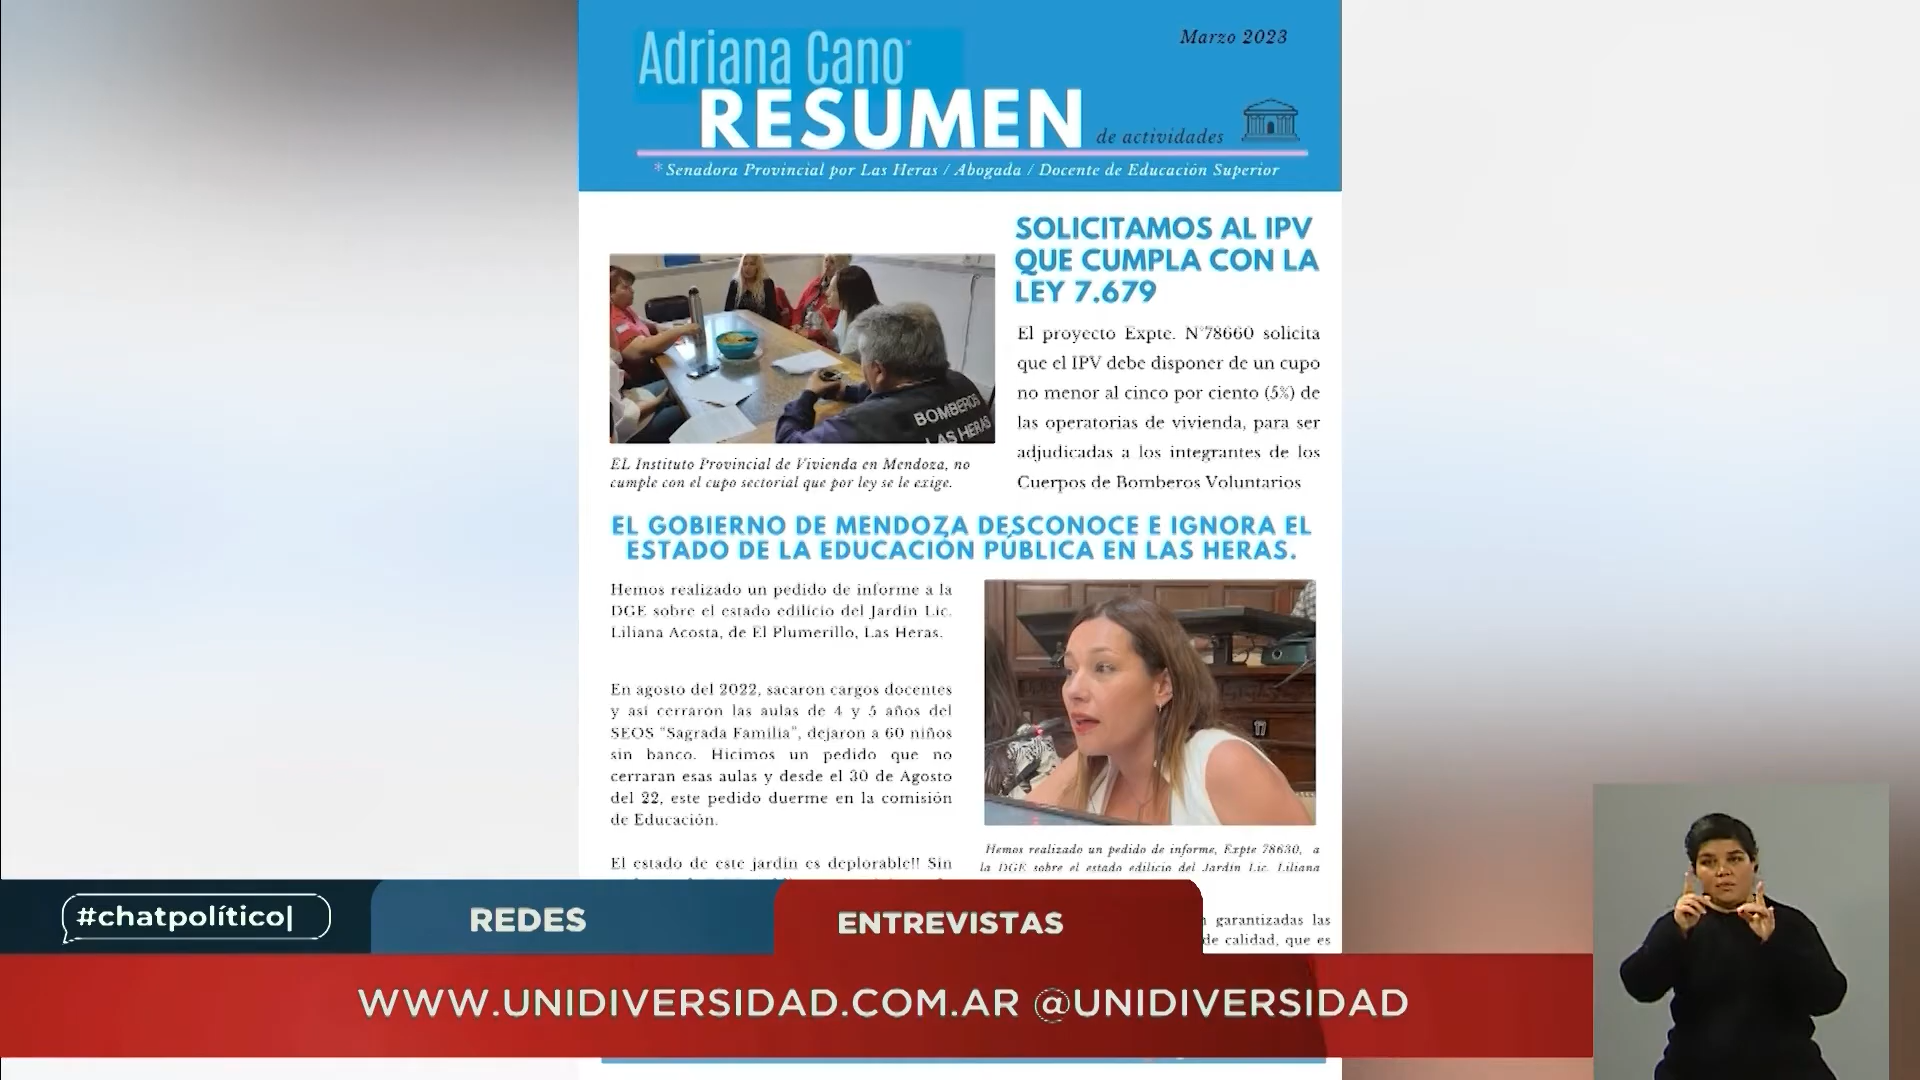 Adriana Cano*
Marzo 2023
RESUMEN
de actividades
* Senadora Provincial por Las Heras / Abogada / Docente de Educación Superior
SOLICITAMOS AL IPV
QUE CUMPLA CON LA
LEY 7.679
El proyecto Expte. N°78660 solicita
que el IPV debe disponer de un cupo
no menor al cinco por ciento (5%) de
las operatorias de vivienda, para ser
adjudicadas a los integrantes de los
Cuerpos de Bomberos Voluntarios
BOMBEROS
LAS HERAS
EL Instituto Provincial de Vivienda en Mendoza, no
cumple con el cupo sectorial que por ley se le exige.
EL GOBIERNO DE MENDOZA DESCONOCE E IGNORA EL
ESTADO DE LA EDUCACIÓN PÚBLICA EN LAS HERAS.
Hemos realizado un pedido de informe a la
DGE sobre el estado edilicio del Jardín Lic.
Liliana Acosta, de El Plumerillo, Las Heras.
En agosto del 2022, sacaron cargos docentes
y así cerraron las aulas de 4 y 5 años del
SEOS "Sagrada Familia", dejaron a 60 niños
sin banco. Hicimos un pedido que no
cerraran esas aulas y desde el 30 de Agosto
del 22, este pedido duerme en la comisión
de Educación.
El estado de este jardín es deplorable!! Sin
Hemos realizado un pedido de informe, Expte 78630, a
la DGE sobre el estado edilicio del Jardín Lic. Liliana
garantizadas las
de calidad, que es
#chatpolítico|
REDES
ENTREVISTAS
WWW.UNIDIVERSIDAD.COM.AR @UNIDIVERSIDAD